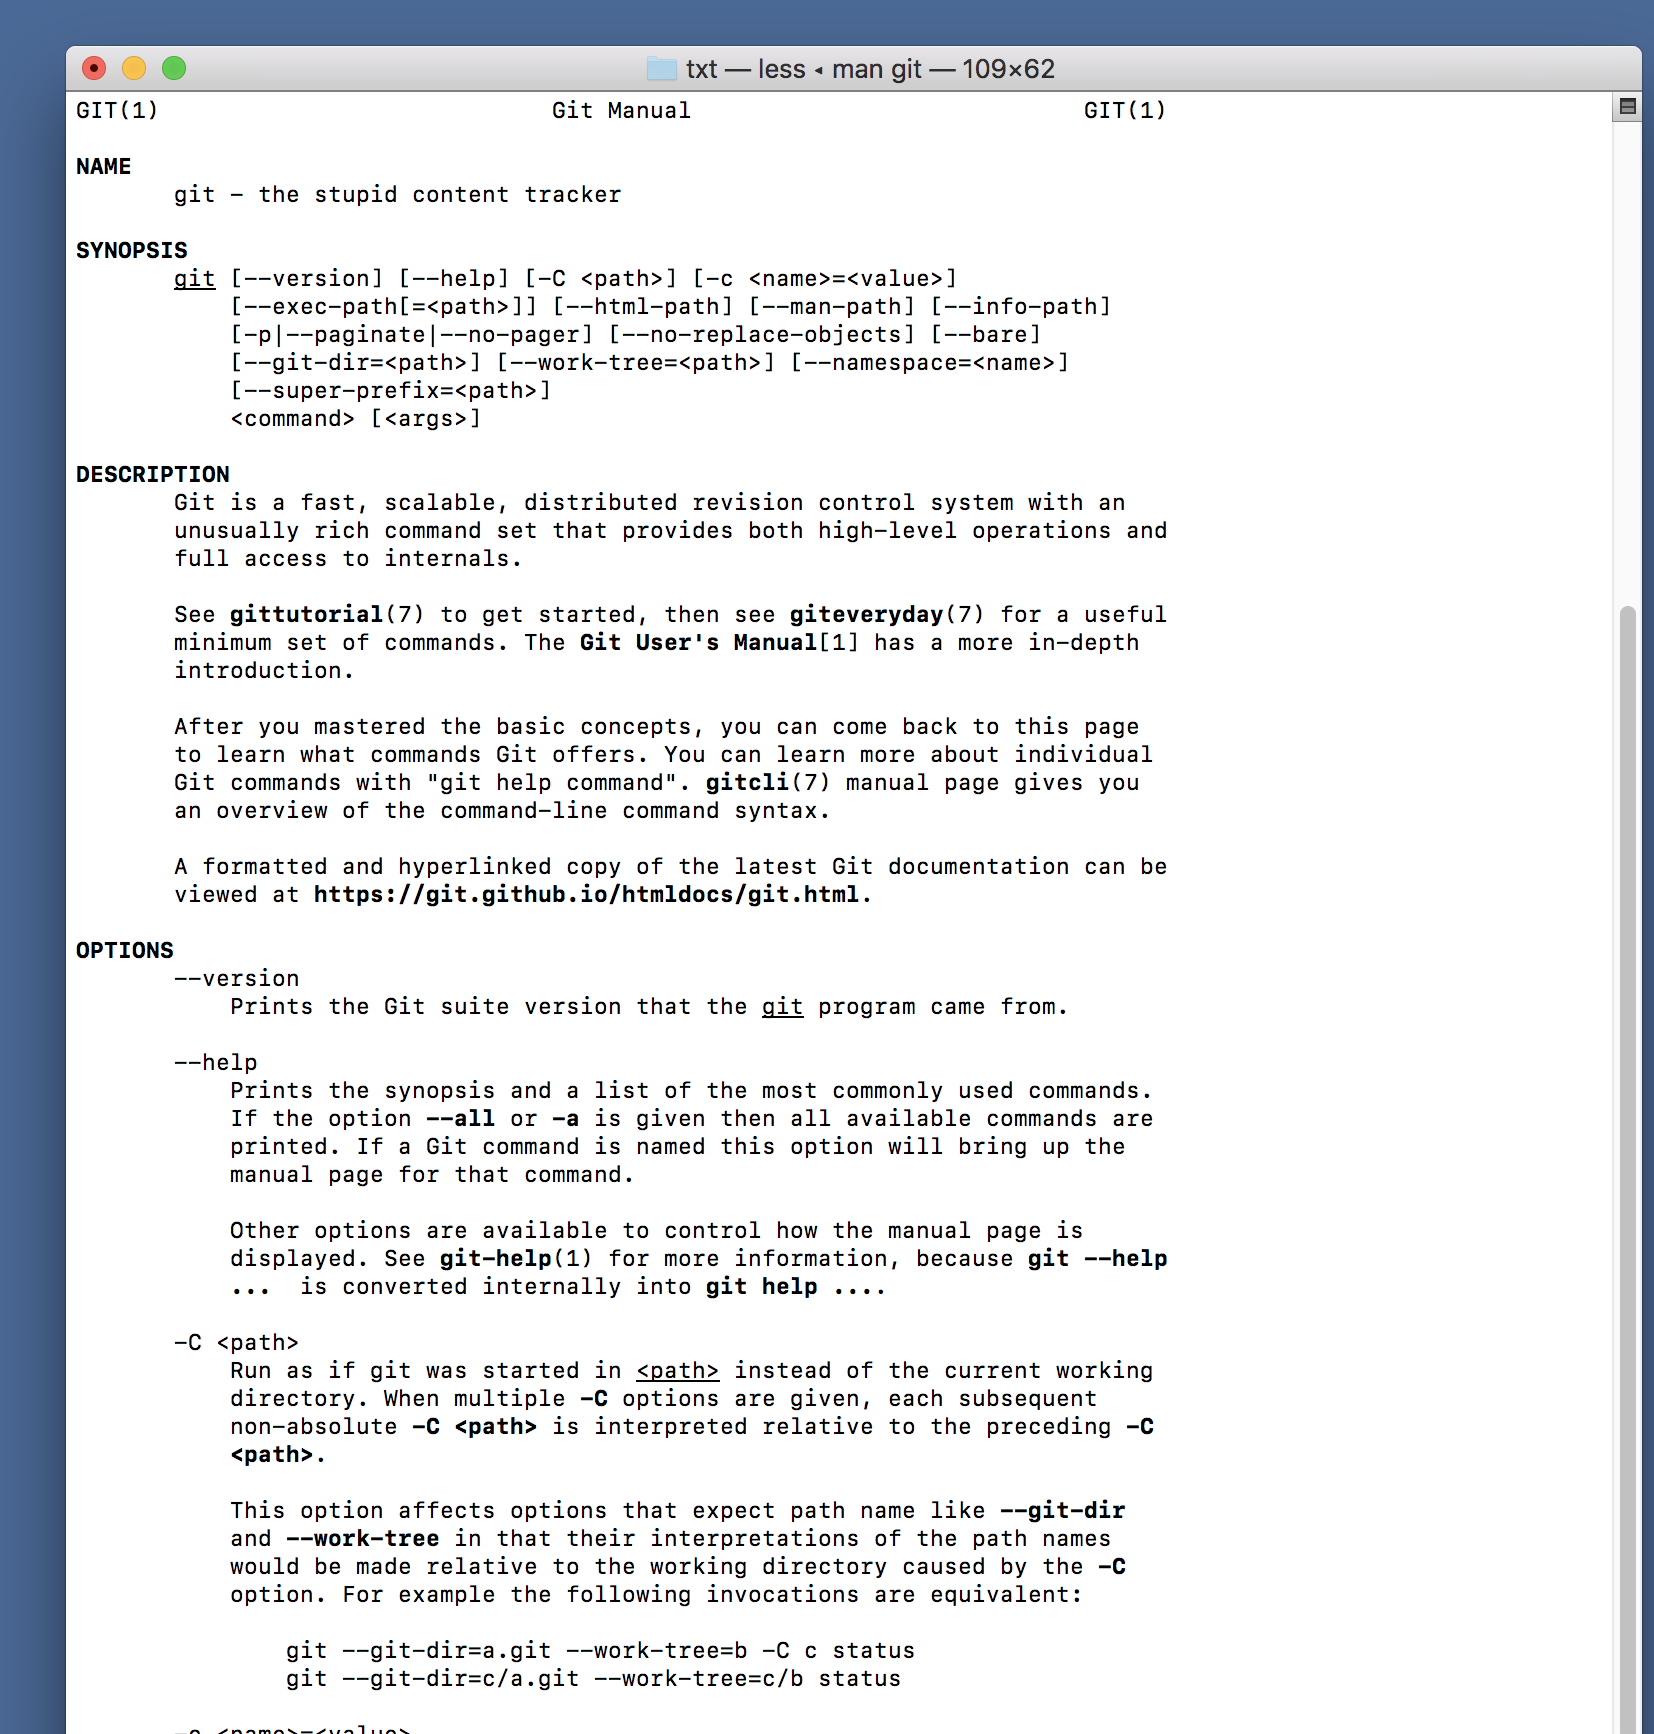 txt — less ◂ man git — 109×62
GIT(1)                            Git Manual                            GIT(1)

NAME
       git - the stupid content tracker

SYNOPSIS
       git [--version] [--help] [-C <path>] [-c <name>=<value>]
           [--exec-path[=<path>]] [--html-path] [--man-path] [--info-path]
           [-p|--paginate|--no-pager] [--no-replace-objects] [--bare]
           [--git-dir=<path>] [--work-tree=<path>] [--namespace=<name>]
           [--super-prefix=<path>]
           <command> [<args>]

DESCRIPTION
       Git is a fast, scalable, distributed revision control system with an
       unusually rich command set that provides both high-level operations and
       full access to internals.

       See gittutorial(7) to get started, then see giteveryday(7) for a useful
       minimum set of commands. The Git User's Manual[1] has a more in-depth
       introduction.

       After you mastered the basic concepts, you can come back to this page
       to learn what commands Git offers. You can learn more about individual
       Git commands with "git help command". gitcli(7) manual page gives you
       an overview of the command-line command syntax.

       A formatted and hyperlinked copy of the latest Git documentation can be
       viewed at https://git.github.io/htmldocs/git.html.

OPTIONS
       --version
           Prints the Git suite version that the git program came from.

       --help
           Prints the synopsis and a list of the most commonly used commands.
           If the option --all or -a is given then all available commands are
           printed. If a Git command is named this option will bring up the
           manual page for that command.

           Other options are available to control how the manual page is
           displayed. See git-help(1) for more information, because git --help
           ...  is converted internally into git help ....

       -C <path>
           Run as if git was started in <path> instead of the current working
           directory. When multiple -C options are given, each subsequent
           non-absolute -C <path> is interpreted relative to the preceding -C
           <path>.

           This option affects options that expect path name like --git-dir
           and --work-tree in that their interpretations of the path names
           would be made relative to the working directory caused by the -C
           option. For example the following invocations are equivalent:

               git --git-dir=a.git --work-tree=b -C c status
               git --git-dir=c/a.git --work-tree=c/b status

       -c <name>=<value>